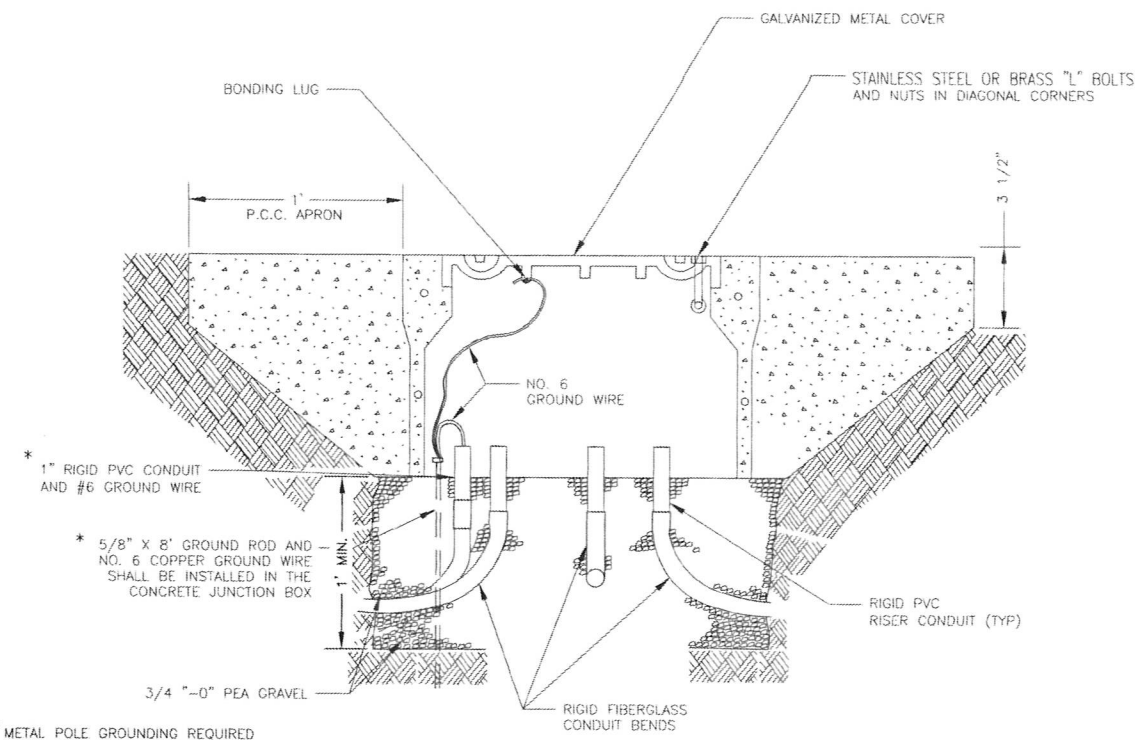 GALVANIZED METAL COVER
BONDING LUG
STAINLESS STEEL OR BRASS "L" BOLTS
AND NUTS IN DIAGONAL CORNERS
3 1/2"
1'
P.C.C. APRON
NO. 6
GROUND WIRE
*
1" RIGID PVC CONDUIT
AND #6 GROUND WIRE
* 5/8" X 8' GROUND ROD AND
NO. 6 COPPER GROUND WIRE
SHALL BE INSTALLED IN THE
CONCRETE JUNCTION BOX
1' MIN.
RIGID PVC
RISER CONDUIT (TYP)
3/4 "-0" PEA GRAVEL
RIGID FIBERGLASS
CONDUIT BENDS
METAL POLE GROUNDING REQUIRED